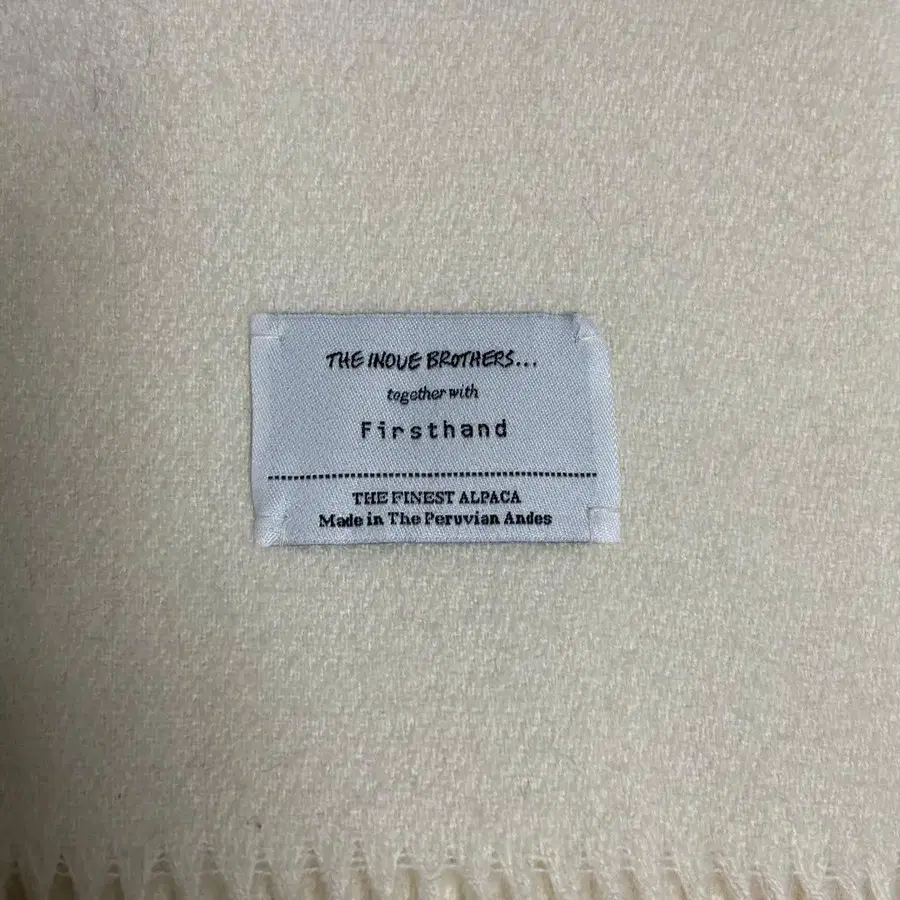 THE INOUE BROTHERS...
together with
Firsthand
THE FINEST ALPACA
Made in The Peruvian Andes